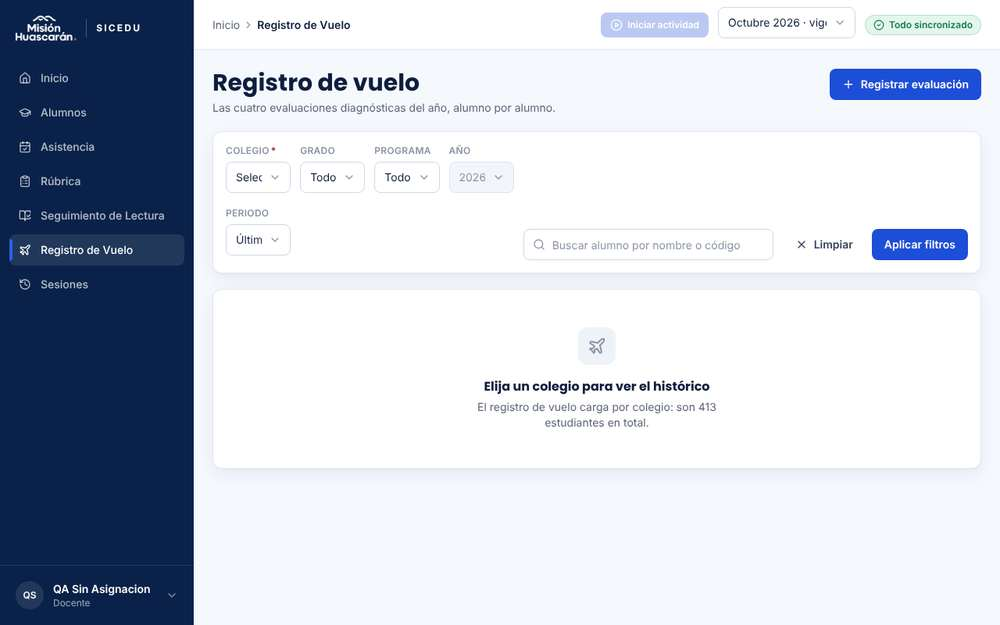 Misión
Huascarán.
SICEDU
Inicio
Alumnos
Asistencia
Rúbrica
Seguimiento de Lectura
Registro de Vuelo
Sesiones
QS
QA Sin Asignacion
Docente
Inicio > Registro de Vuelo
Iniciar actividad
Octubre 2026 · vig
Todo sincronizado
Registro de vuelo
Las cuatro evaluaciones diagnósticas del año, alumno por alumno.
+ Registrar evaluación
COLEGIO * GRADO PROGRAMA AÑO
Selec Todo Todo 2026
PERIODO
Últim
Buscar alumno por nombre o código
Limpiar
Aplicar filtros
Elija un colegio para ver el histórico
El registro de vuelo carga por colegio: son 413
estudiantes en total.